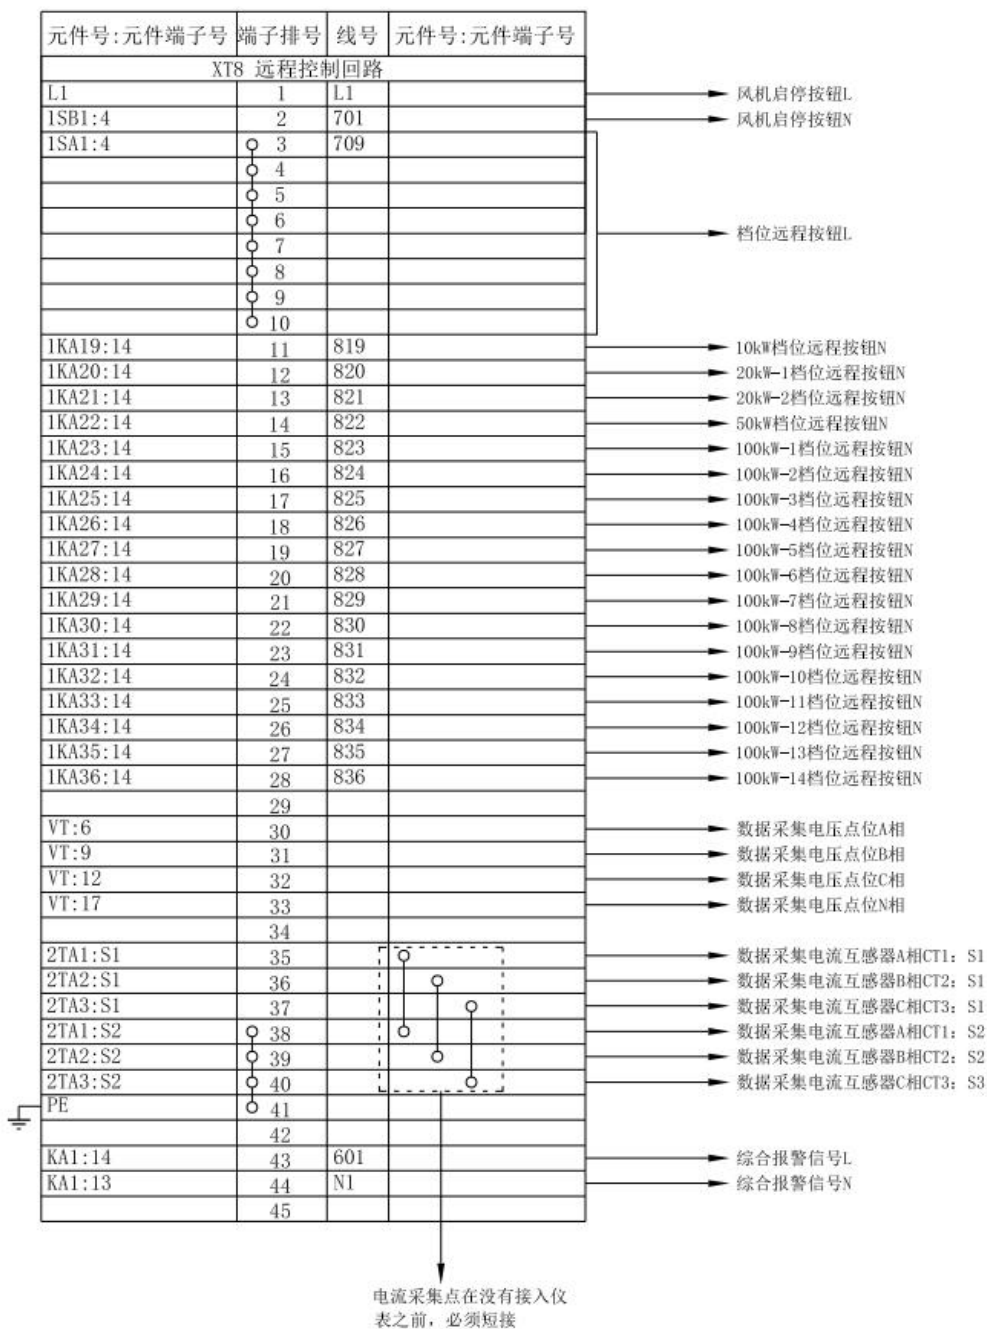 元件号:元件端子号 端子排号 线号 元件号:元件端子号
XT8 远程控制回路
L1 1 L1 风机启停按钮L
1SB1:4 2 701 风机启停按钮N
1SA1:4 3 709
4
5
6
档位远程按钮L
7
8
9
10
1KA19:14 11 819 10kW档位远程按钮N
1KA20:14 12 820 20kW-1档位远程按钮N
1KA21:14 13 821 20kW-2档位远程按钮N
1KA22:14 14 822 50kW档位远程按钮N
1KA23:14 15 823 100kW-1档位远程按钮N
1KA24:14 16 824 100kW-2档位远程按钮N
1KA25:14 17 825 100kW-3档位远程按钮N
1KA26:14 18 826 100kW-4档位远程按钮N
1KA27:14 19 827 100kW-5档位远程按钮N
1KA28:14 20 828 100kW-6档位远程按钮N
1KA29:14 21 829 100kW-7档位远程按钮N
1KA30:14 22 830 100kW-8档位远程按钮N
1KA31:14 23 831 100kW-9档位远程按钮N
1KA32:14 24 832 100kW-10档位远程按钮N
1KA33:14 25 833 100kW-11档位远程按钮N
1KA34:14 26 834 100kW-12档位远程按钮N
1KA35:14 27 835 100kW-13档位远程按钮N
1KA36:14 28 836 100kW-14档位远程按钮N
29
VT:6 30 数据采集电压点位A相
VT:9 31 数据采集电压点位B相
VT:12 32 数据采集电压点位C相
VT:17 33 数据采集电压点位N相
34
2TA1:S1 35 数据采集电流互感器A相CT1: S1
2TA2:S1 36 数据采集电流互感器B相CT2: S1
2TA3:S1 37 数据采集电流互感器C相CT3: S1
2TA1:S2 38 数据采集电流互感器A相CT1: S2
2TA2:S2 39 数据采集电流互感器B相CT2: S2
2TA3:S2 40 数据采集电流互感器C相CT3: S3
PE 41
42
KA1:14 43 601 综合报警信号L
KA1:13 44 N1 综合报警信号N
45
电流采集点在没有接入仪
表之前，必须短接